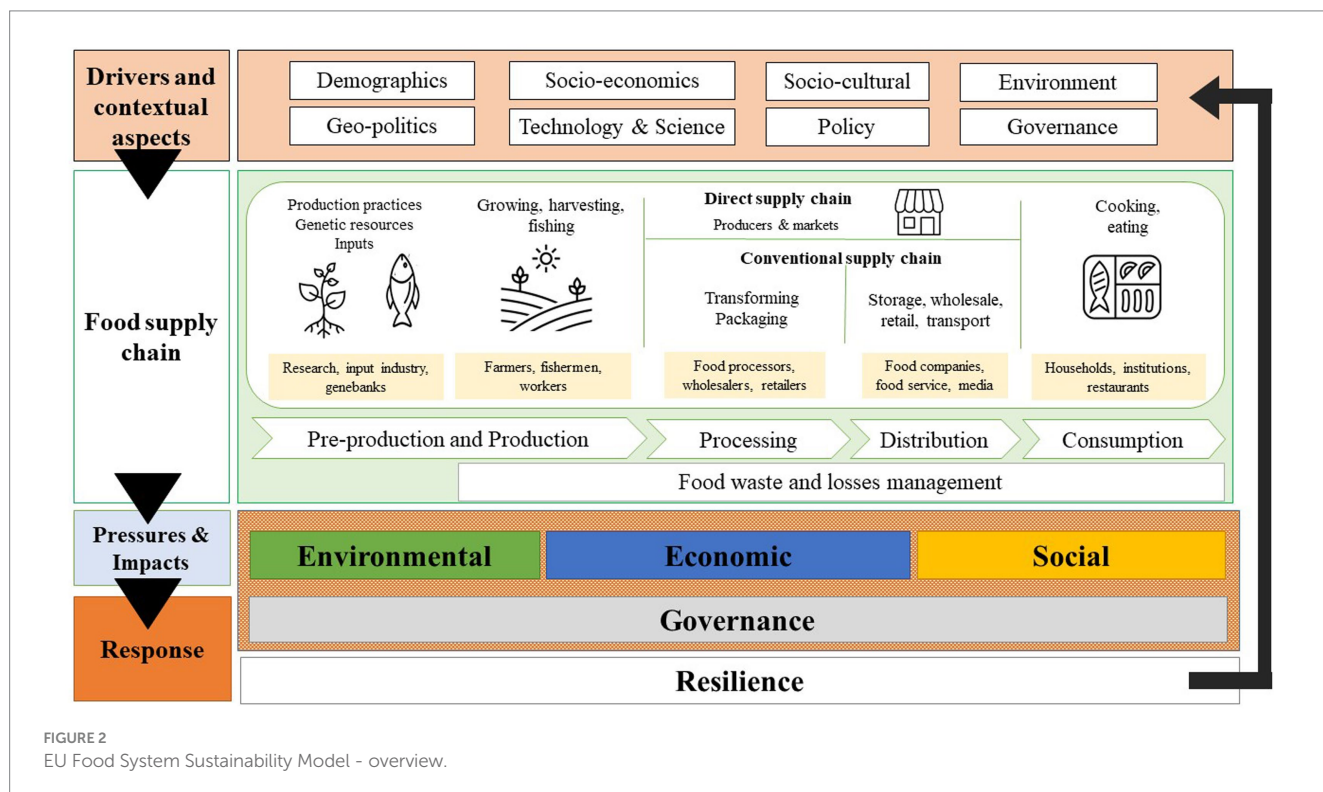 Drivers and
contextual
aspects
Demographics
Socio-economics
Socio-cultural
Environment
Geo-politics
Technology & Science
Policy
Governance
Food supply
chain
Production practices
Genetic resources
Inputs
Growing, harvesting,
fishing
Direct supply chain
Producers & markets
Conventional supply chain
Transforming
Packaging
Storage, wholesale,
retail, transport
Cooking,
eating
Research, input industry,
genebanks
Farmers, fishermen,
workers
Food processors,
wholesalers, retailers
Food companies,
food service, media
Households, institutions,
restaurants
Pre-production and Production
Processing
Distribution
Consumption
Food waste and losses management
Pressures &
Impacts
Environmental
Economic
Social
Response
Governance
Resilience
FIGURE 2
EU Food System Sustainability Model - overview.